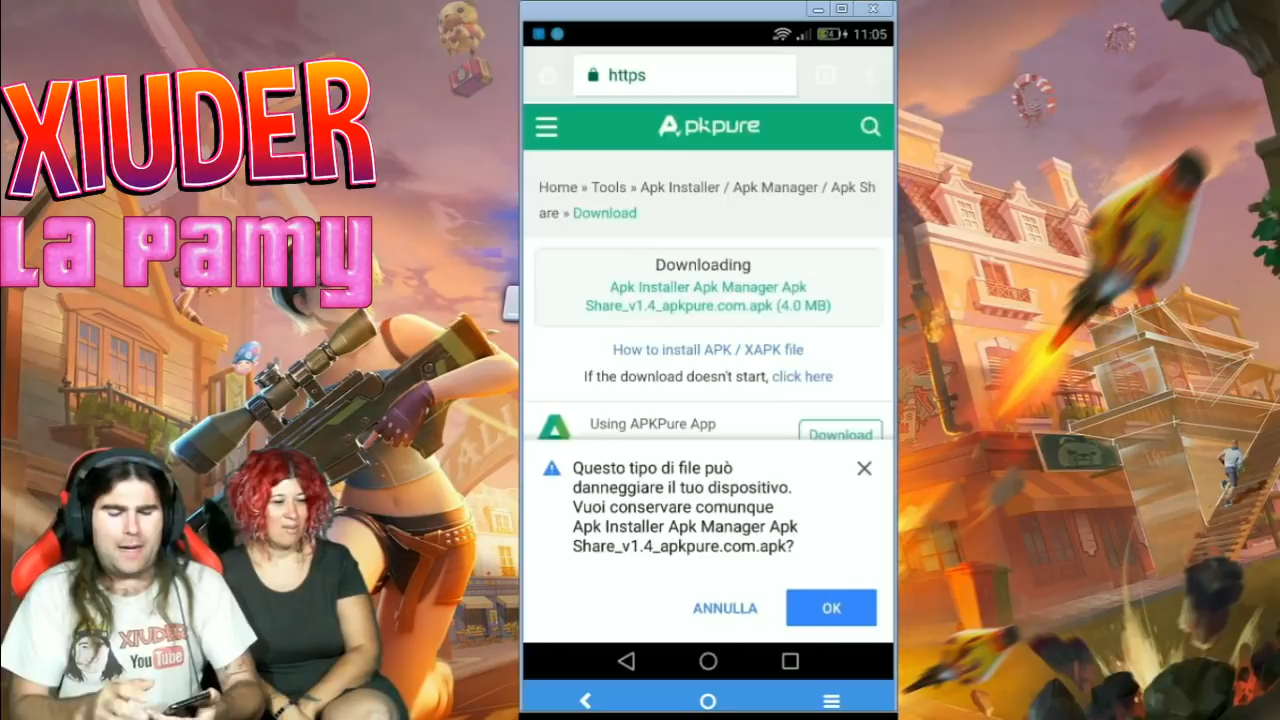 XIUDER
La Pamy
XIUDER
YouTube
24
11:05
https
Apkpure
Home » Tools » Apk Installer / Apk Manager / Apk Sh
are » Download
Downloading
Apk Installer Apk Manager Apk
Share_v1.4_apkpure.com.apk (4.0 MB)
How to install APK / XAPK file
If the download doesn't start, click here
Using APKPure App
Download
Questo tipo di file può
danneggiare il tuo dispositivo.
Vuoi conservare comunque
Apk Installer Apk Manager Apk
Share_v1.4_apkpure.com.apk?
ANNULLA
OK